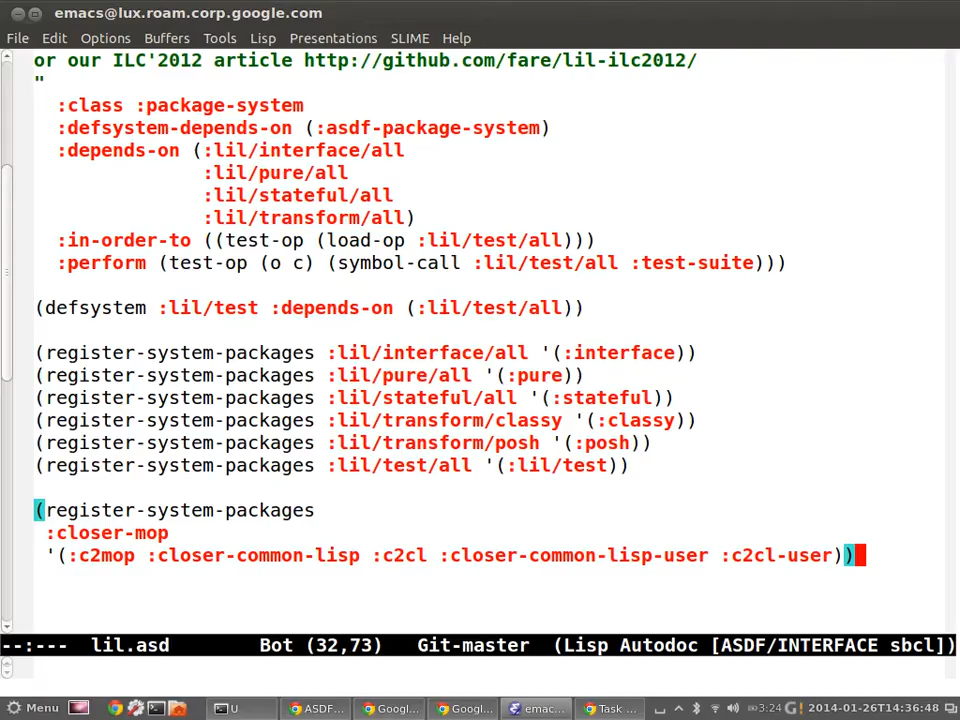 emacs@lux.roam.corp.google.com
File Edit Options Buffers Tools Lisp Presentations SLIME Help
or our ILC'2012 article http://github.com/fare/lil-ilc2012/
"
:class :package-system
:defsystem-depends-on (:asdf-package-system)
:depends-on (:lil/interface/all
:lil/pure/all
:lil/stateful/all
:lil/transform/all)
:in-order-to ((test-op (load-op :lil/test/all)))
:perform (test-op (o c) (symbol-call :lil/test/all :test-suite)))
(defsystem :lil/test :depends-on (:lil/test/all))
(register-system-packages :lil/interface/all '(:interface))
(register-system-packages :lil/pure/all '(:pure))
(register-system-packages :lil/stateful/all '(:stateful))
(register-system-packages :lil/transform/classy '(:classy))
(register-system-packages :lil/transform/posh '(:posh))
(register-system-packages :lil/test/all '(:lil/test))
(register-system-packages
:closer-mop
'(:c2mop :closer-common-lisp :c2cl :closer-common-lisp-user :c2cl-user))
--:--- lil.asd Bot (32,73) Git-master (Lisp Autodoc [ASDF/INTERFACE sbcl])
Menu U ASDF... Googl... Googl... emac... Task ... 3:24 2014-01-26T14:36:48